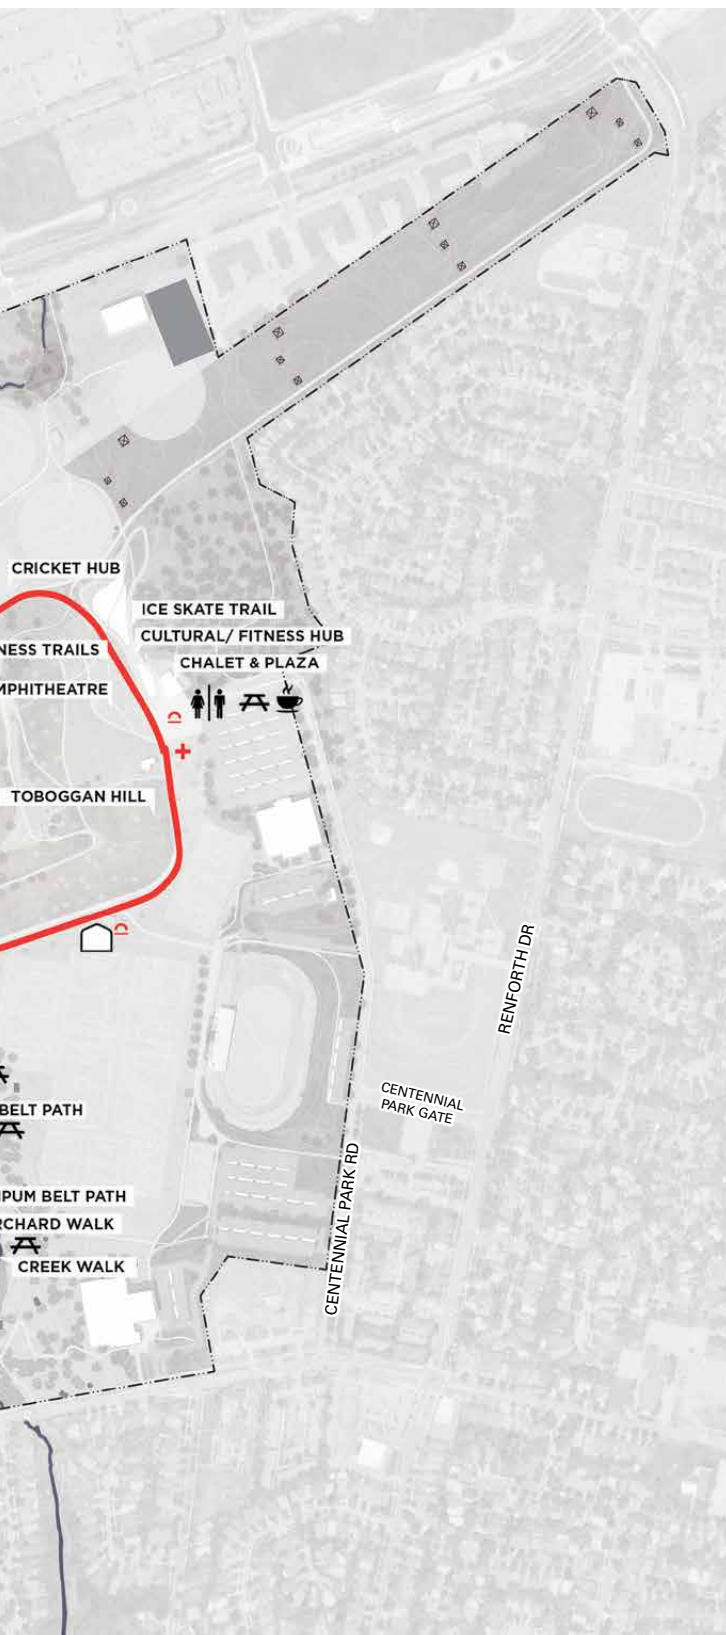 CRICKET HUB
ICE SKATE TRAIL
CULTURAL/ FITNESS HUB
NESS TRAILS
CHALET & PLAZA
MPHITHEATRE
TOBOGGAN HILL
RENFORTH DR
CENTENNIAL
PARK GATE
BELT PATH
CENTENNIAL PARK RD
IPUM BELT PATH
RCHARD WALK
CREEK WALK